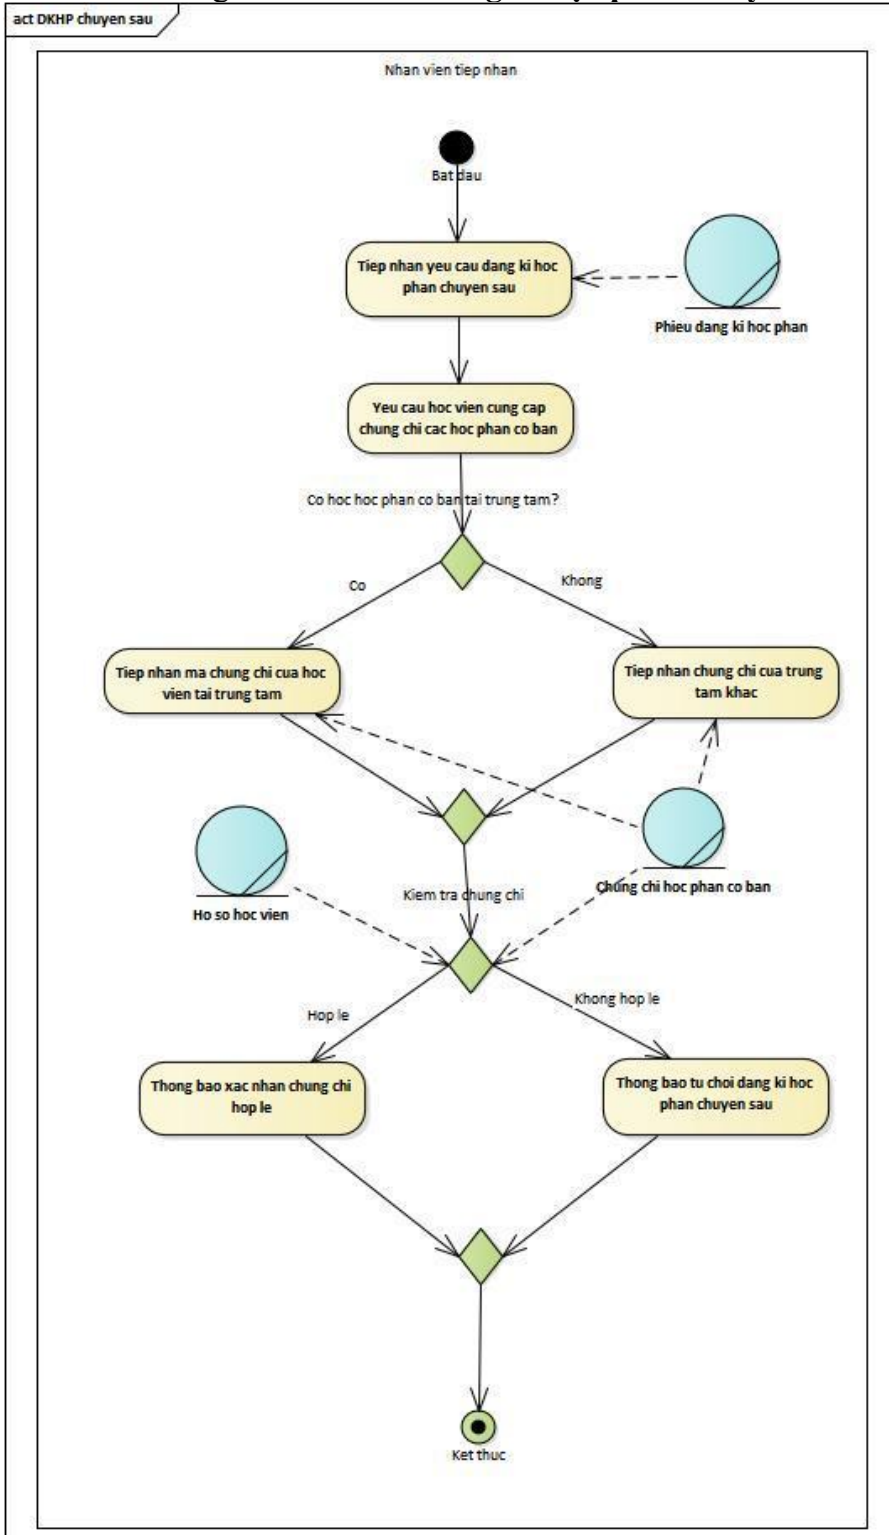 act DKHP chuyen sau
Nhan vien tiep nhan
Bat dau
Tiep nhan yeu cau dang ki hoc
phan chuyen sau
Phieu dang ki hoc phan
Yeu cau hoc vien cung cap
chung chi cac hoc phan co ban
Co hoc hoc phan co ban tai trung tam?
Co
Khong
Tiep nhan ma chung chi cua hoc
vien tai trung tam
Tiep nhan chung chi cua trung
tam khac
Kiem tra chung chi
Chung chi hoc phan co ban
Ho so hoc vien
Hop le
Khong hop le
Thong bao xac nhan chung chi
hop le
Thong bao tu choi dang ki hoc
phan chuyen sau
Ket thuc